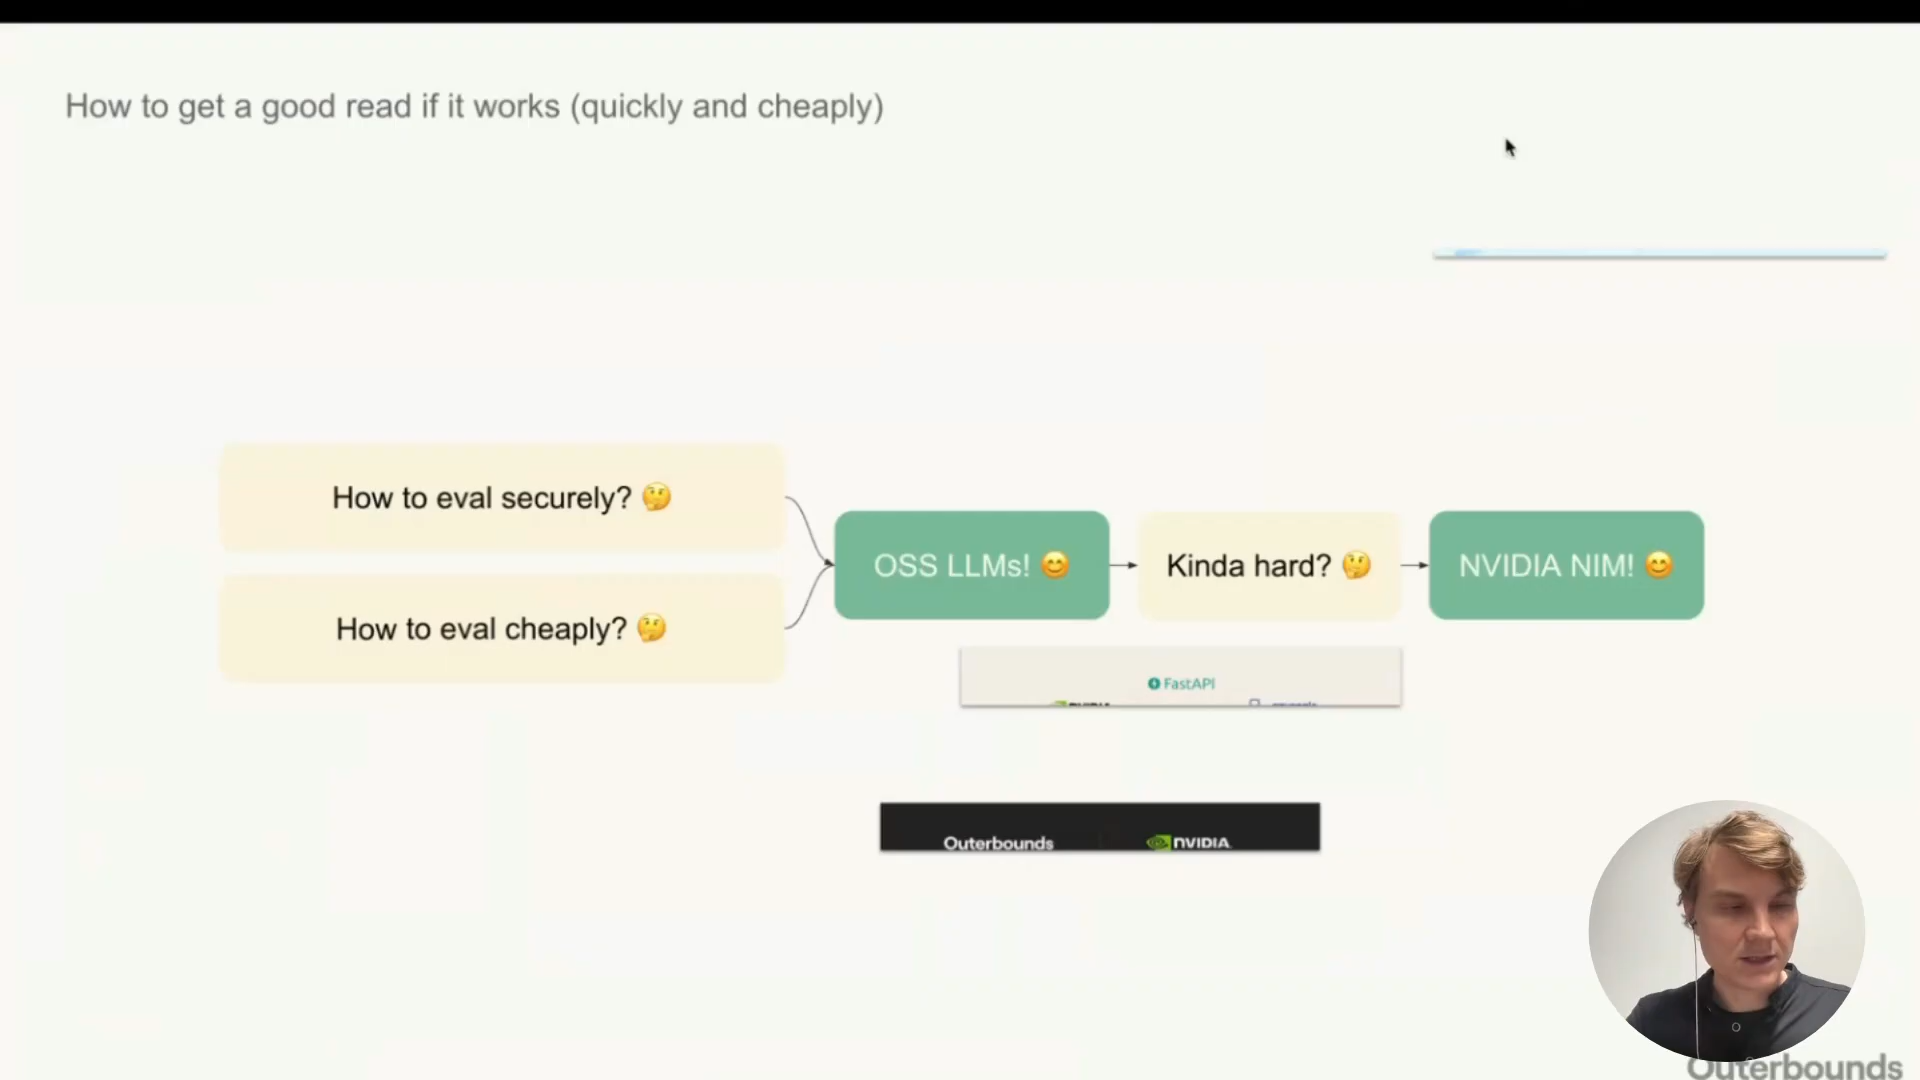 How to get a good read if it works (quickly and cheaply)
How to eval securely? 🤔
How to eval cheaply? 🤔
OSS LLMs! 😊
Kinda hard? 🤔
NVIDIA NIM! 😊
FastAPI
NVIDIA
Outerbounds
NVIDIA
Outerbounds